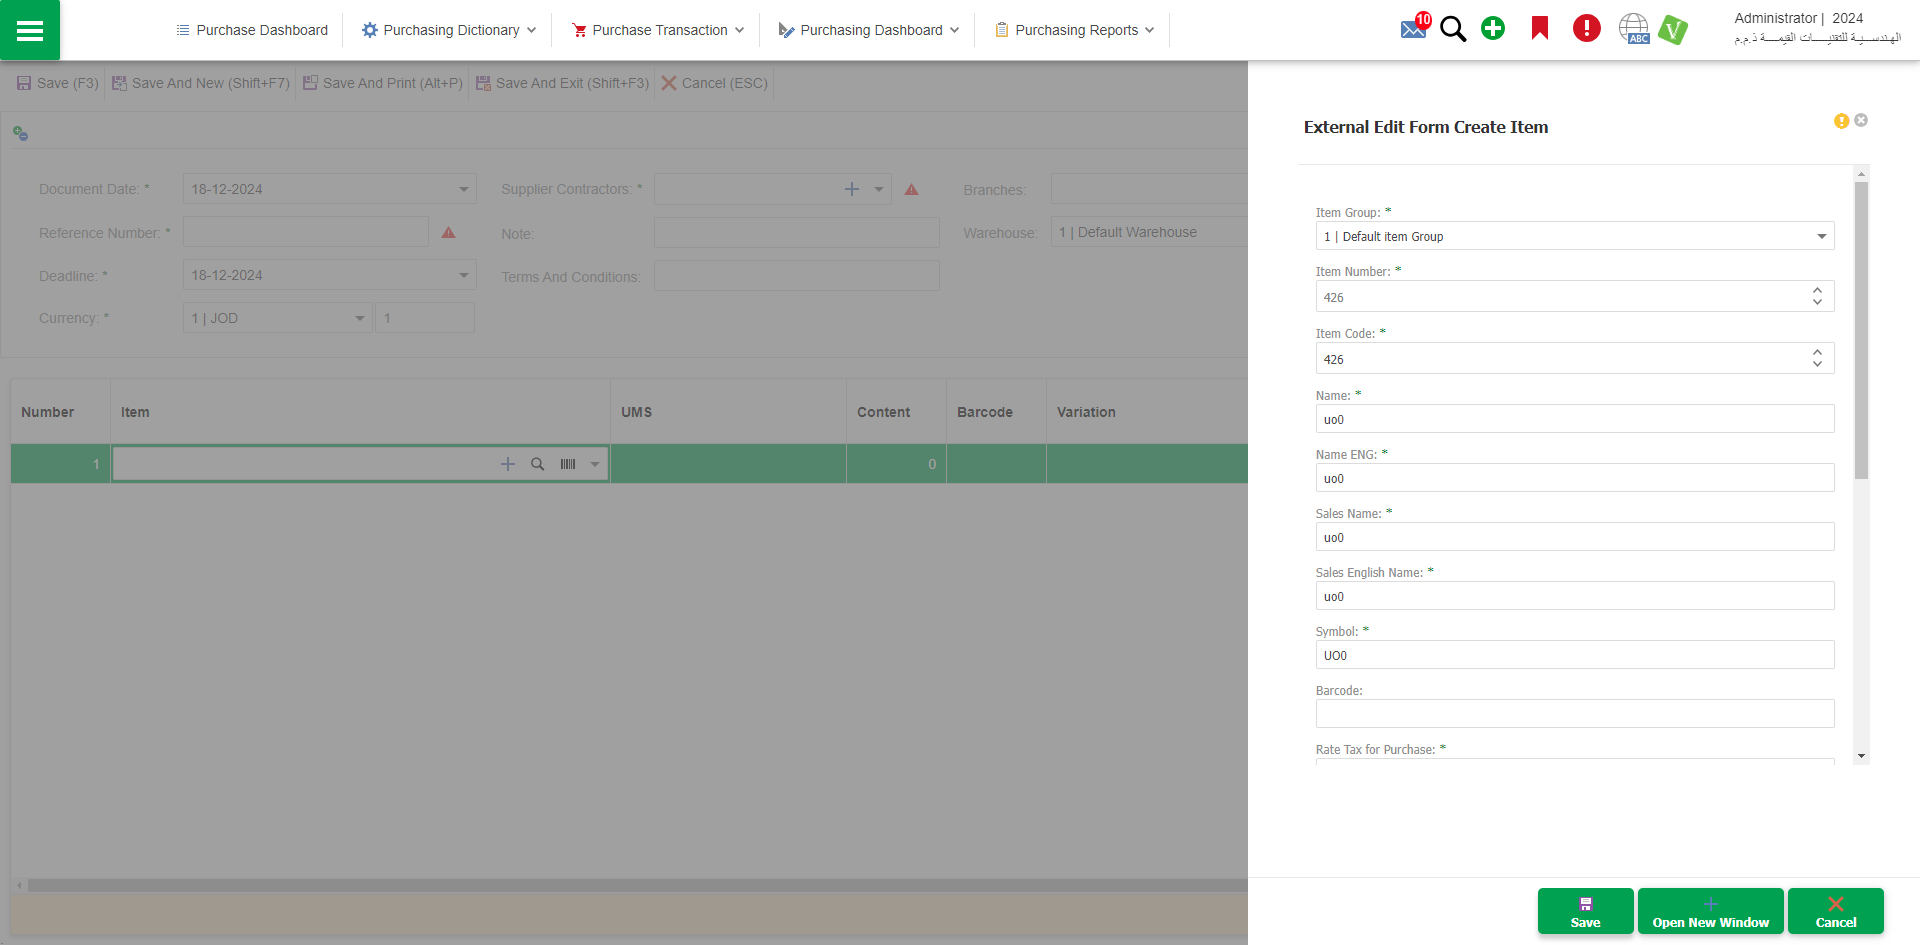 Purchase Dashboard
Purchasing Dictionary
Purchase Transaction
Purchasing Dashboard
Purchasing Reports
10
ABC
V
Administrator | 2024
الهندسية للتقنيات القيمة ذ.م.م
Save (F3)
Save And New (Shift+F7)
Save And Print (Alt+P)
Save And Exit (Shift+F3)
Cancel (ESC)
Document Date: *
18-12-2024
Supplier Contractors: *
Branches:
Reference Number: *
Note:
Warehouse:
1 | Default Warehouse
Deadline: *
18-12-2024
Terms And Conditions:
Currency: *
1 | JOD
1
Number
Item
UMS
Content
Barcode
Variation
1
0
External Edit Form Create Item
Item Group: *
1 | Default item Group
Item Number: *
426
Item Code: *
426
Name: *
uo0
Name ENG: *
uo0
Sales Name: *
uo0
Sales English Name: *
uo0
Symbol: *
UO0
Barcode:
Rate Tax for Purchase: *
Save
Open New Window
Cancel